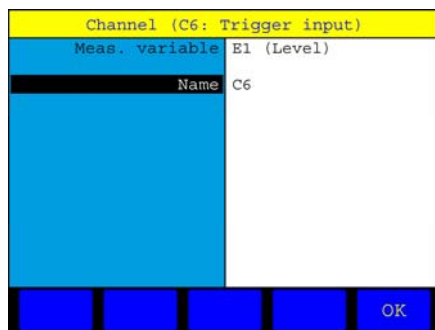 Channel (C6: Trigger input)
Meas. variable E1 (Level)
Name C6
OK